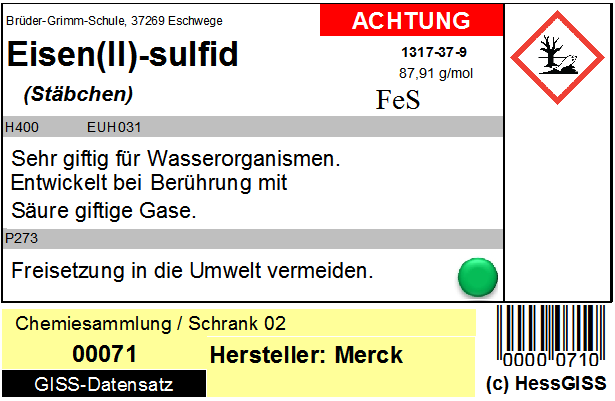 Brüder-Grimm-Schule, 37269 Eschwege
ACHTUNG
Eisen(II)-sulfid
1317-37-9
87,91 g/mol
(Stäbchen)
FeS
H400 EUH031
Sehr giftig für Wasserorganismen.
Entwickelt bei Berührung mit
Säure giftige Gase.
P273
Freisetzung in die Umwelt vermeiden.
Chemiesammlung / Schrank 02
00071
Hersteller: Merck
GISS-Datensatz
0000 0710
(c) HessGISS